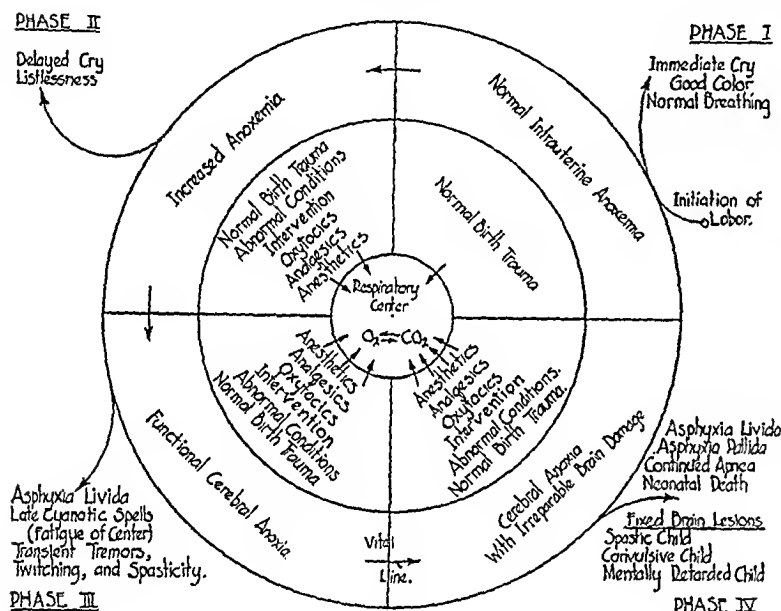 PHASE II
Delayed Cry
Listlessness
PHASE I
Immediate Cry
Good Color
Normal Breathing
Initiation of
Labor.
Increased Anoxemia
Normal Intrauterine Anoxemia
Normal Birth Trauma
Abnormal Conditions
Intervention
Oxytocics
Analgesics
Anesthetics
Normal Birth Trauma
Respiratory
Center
O₂ ⇌ CO₂
Anesthetics
Analgesics
Oxytocics
Intervention
Abnormal Conditions
Normal Birth Trauma
Anesthetics
Analgesics
Oxytocics
Intervention
Abnormal Conditions.
Normal Birth Trauma.
Functional Cerebral Anoxia.
Cerebral Anoxia
With Irreparable Brain Damage
Vital
Line.
Asphyxia Livida
Late Cyanotic Spells
(Fatigue of Center)
Transient Tremors,
Twitching, and Spasticity.
PHASE III
Asphyxia Livida
Asphyxia Pallida
Continued Apnea
Neonatal Death
Fixed Brain Lesions
Spastic Child
Convulsive Child
Mentally Retarded Child
PHASE IV